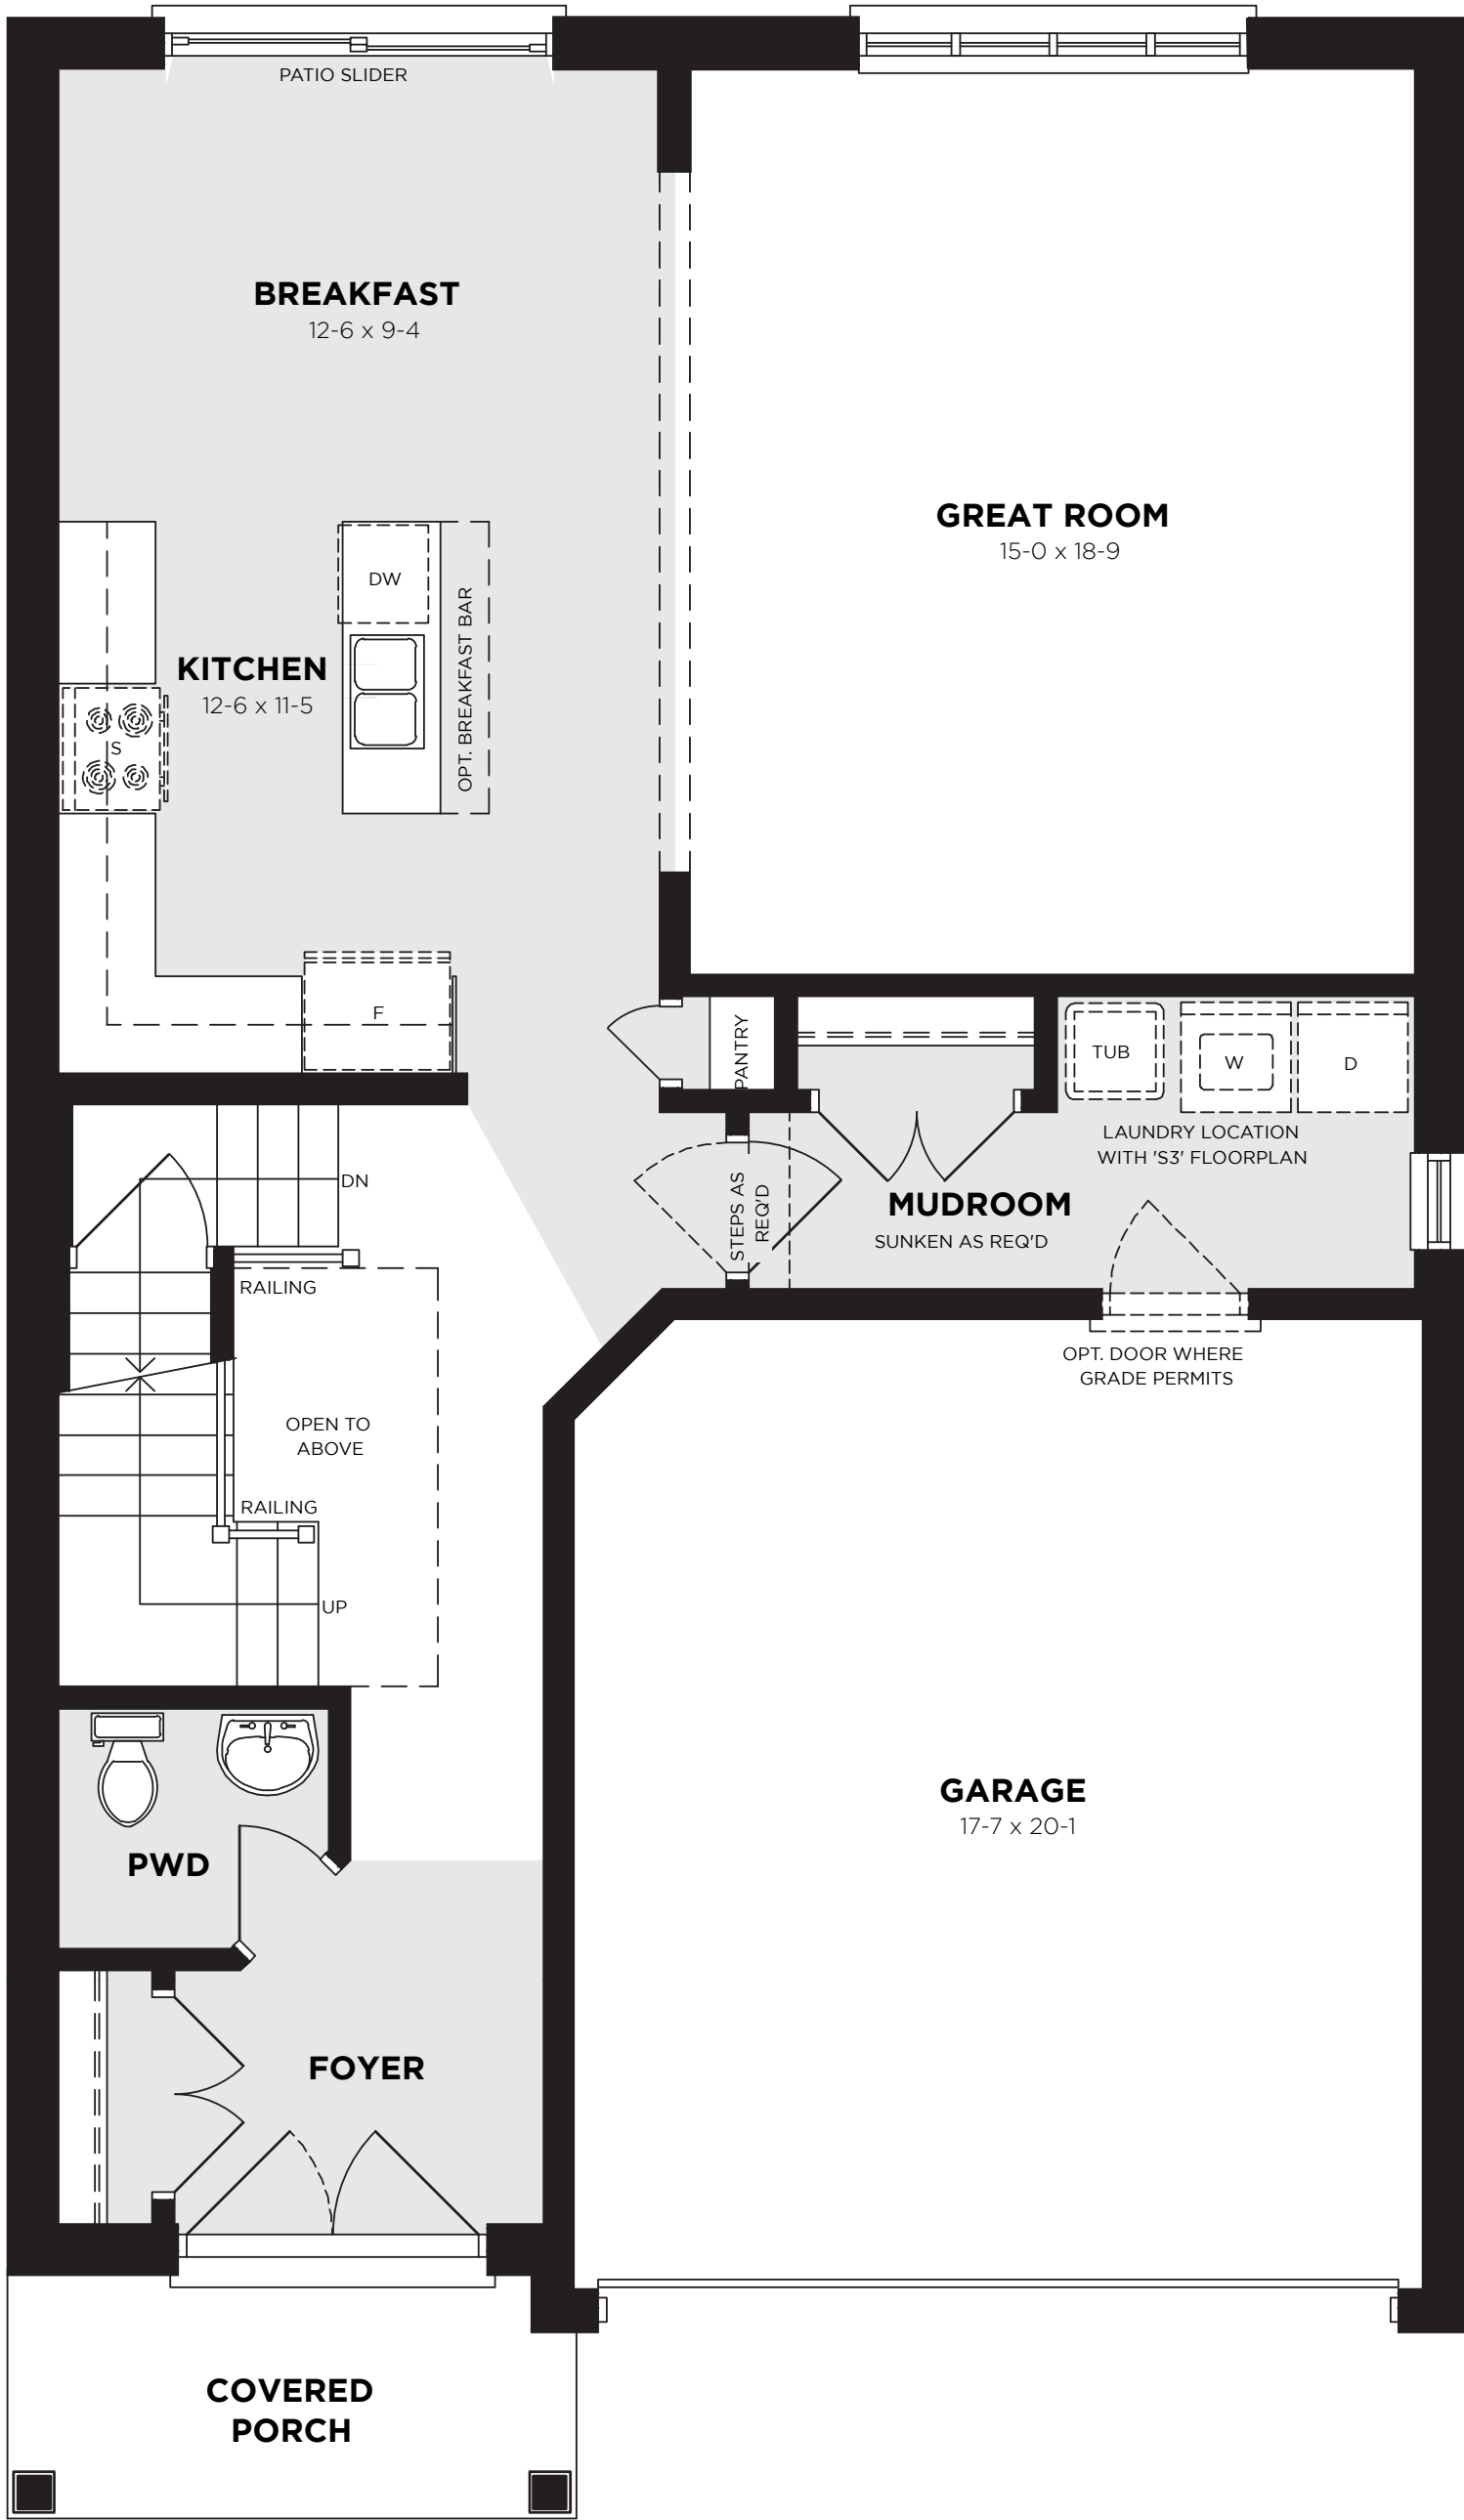 PATIO SLIDER
BREAKFAST
12-6 x 9-4
GREAT ROOM
15-0 x 18-9
DW
KITCHEN
12-6 x 11-5
OPT. BREAKFAST BAR
S
F
PANTRY
TUB
W
D
LAUNDRY LOCATION
WITH 'S3' FLOORPLAN
DN
STEPS AS
REQ'D
MUDROOM
SUNKEN AS REQ'D
RAILING
OPT. DOOR WHERE
GRADE PERMITS
OPEN TO
ABOVE
RAILING
UP
GARAGE
17-7 x 20-1
PWD
FOYER
COVERED
PORCH